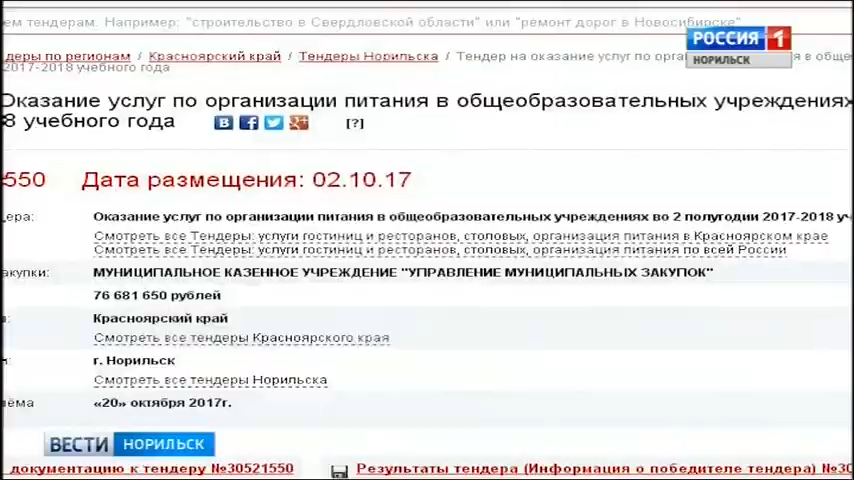 ем тендерам. Например: "строительство в Свердловской области" или "ремонт дорог в Новосибирске"
РОССИЯ 1
НОРИЛЬСК
деры по регионам / Красноярский край / Тендеры Норильска / Тендер на оказание услуг по орга в обще
2017-2018 учебного года
Оказание услуг по организации питания в общеобразовательных учреждениях
8 учебного года [?]
550 Дата размещения: 02.10.17
дера: Оказание услуг по организации питания в общеобразовательных учреждениях во 2 полугодии 2017-2018 уч
Смотреть все Тендеры: услуги гостиниц и ресторанов, столовых, организация питания в Красноярском крае
Смотреть все Тендеры: услуги гостиниц и ресторанов, столовых, организация питания по всей России
акупки: МУНИЦИПАЛЬНОЕ КАЗЕННОЕ УЧРЕЖДЕНИЕ "УПРАВЛЕНИЕ МУНИЦИПАЛЬНЫХ ЗАКУПОК"
76 681 650 рублей
Красноярский край
Смотреть все тендеры Красноярского края
г. Норильск
Смотреть все тендеры Норильска
ёма «20» октября 2017г.
ВЕСТИ НОРИЛЬСК
документацию к тендеру №30521550 Результаты тендера (Информация о победителе тендера) №30